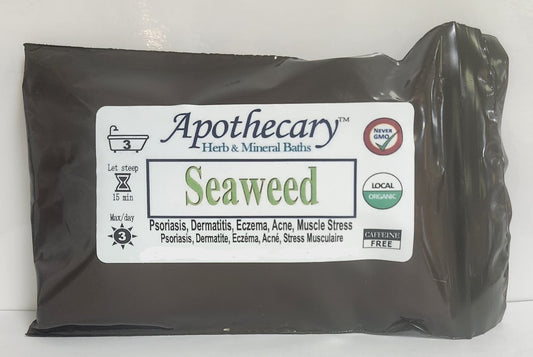 Apothecary™
Herb & Mineral Baths
Seaweed
Psoriasis, Dermatitis, Eczema, Acne, Muscle Stress
Psoriasis, Dermatite, Eczéma, Acné, Stress Musculaire
3
Let steep
15 min
Max/day
3
NEVER
GMO
LOCAL
ORGANIC
CAFFEINE
FREE